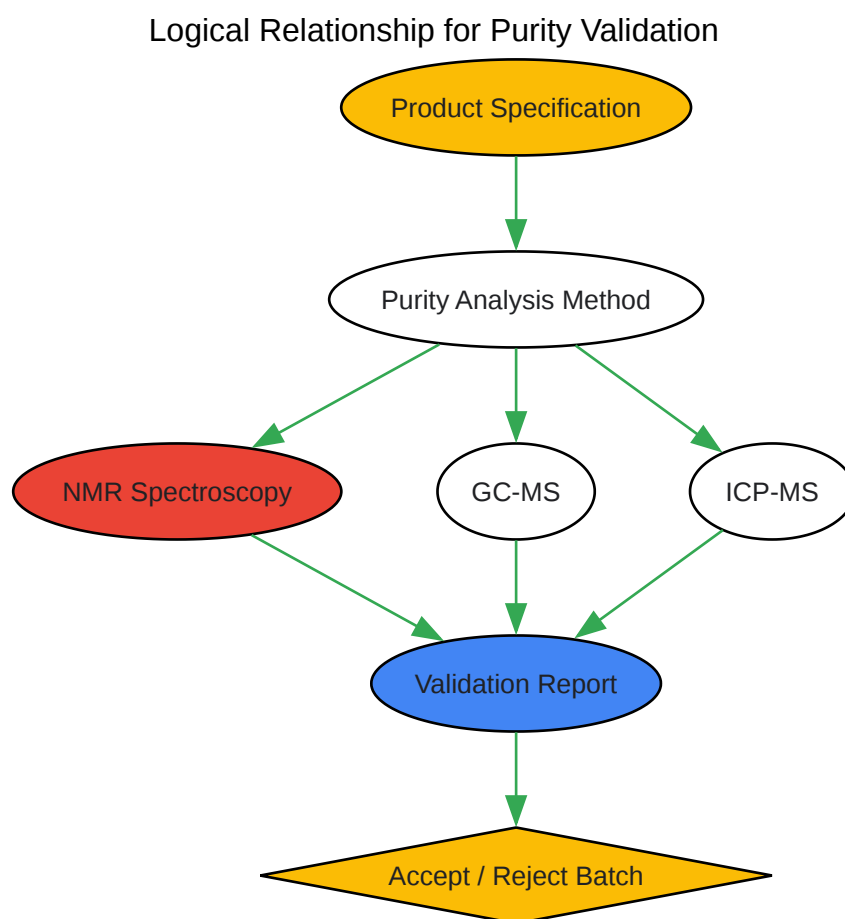 Logical Relationship for Purity Validation
Product Specification
Purity Analysis Method
NMR Spectroscopy
GC-MS
ICP-MS
Validation Report
Accept / Reject Batch